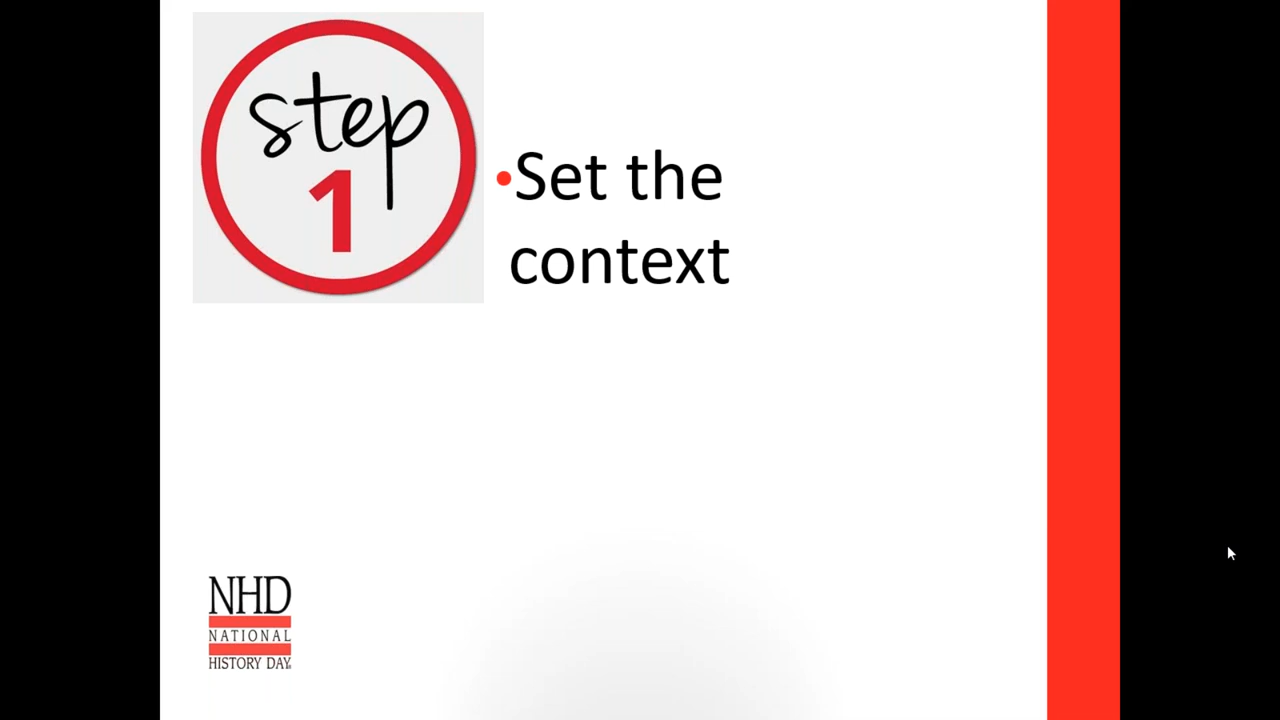 step
1
•Set the
context
NHD
NATIONAL
HISTORY DAY®